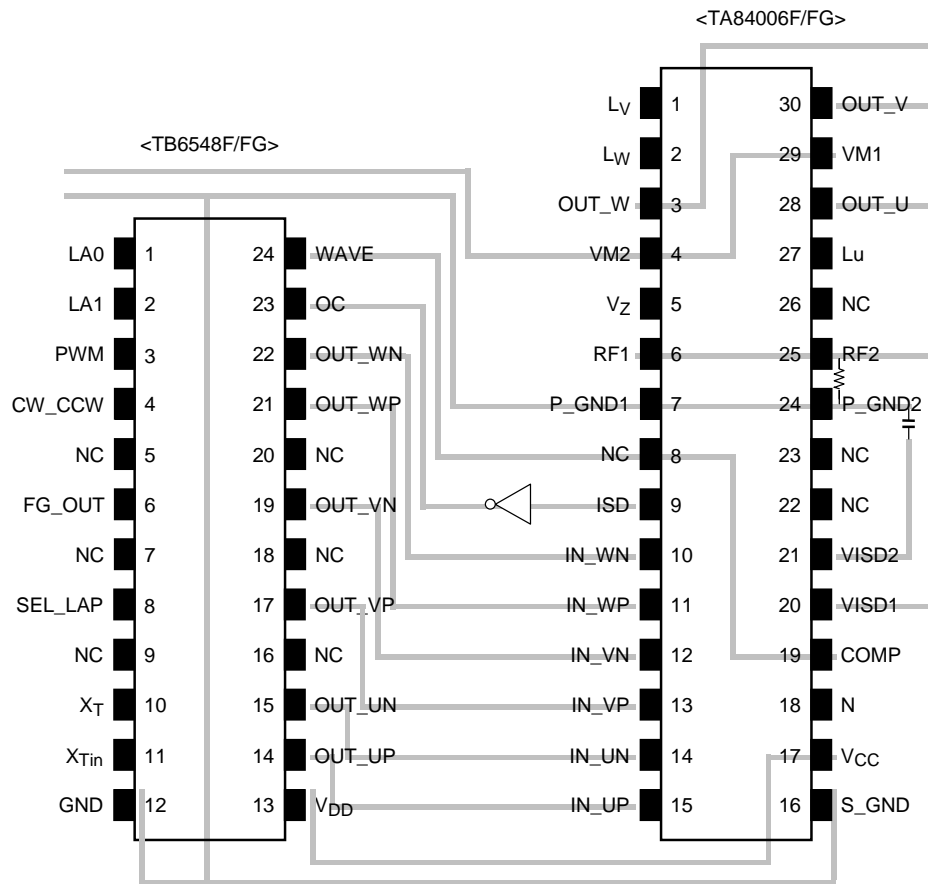 <TA84006F/FG>
<TB6548F/FG>
LA0 1 24 WAVE
LA1 2 23 OC
PWM 3 22 OUT_WN
CW_CCW 4 21 OUT_WP
NC 5 20 NC
FG_OUT 6 19 OUT_VN
NC 7 18 NC
SEL_LAP 8 17 OUT_VP
NC 9 16 NC
XT 10 15 OUT_UN
XTin 11 14 OUT_UP
GND 12 13 VDD
LV 1 30 OUT_V
LW 2 29 VM1
OUT_W 3 28 OUT_U
VM2 4 27 Lu
VZ 5 26 NC
RF1 6 25 RF2
P_GND1 7 24 P_GND2
NC 8 23 NC
ISD 9 22 NC
IN_WN 10 21 VISD2
IN_WP 11 20 VISD1
IN_VN 12 19 COMP
IN_VP 13 18 N
IN_UN 14 17 VCC
IN_UP 15 16 S_GND